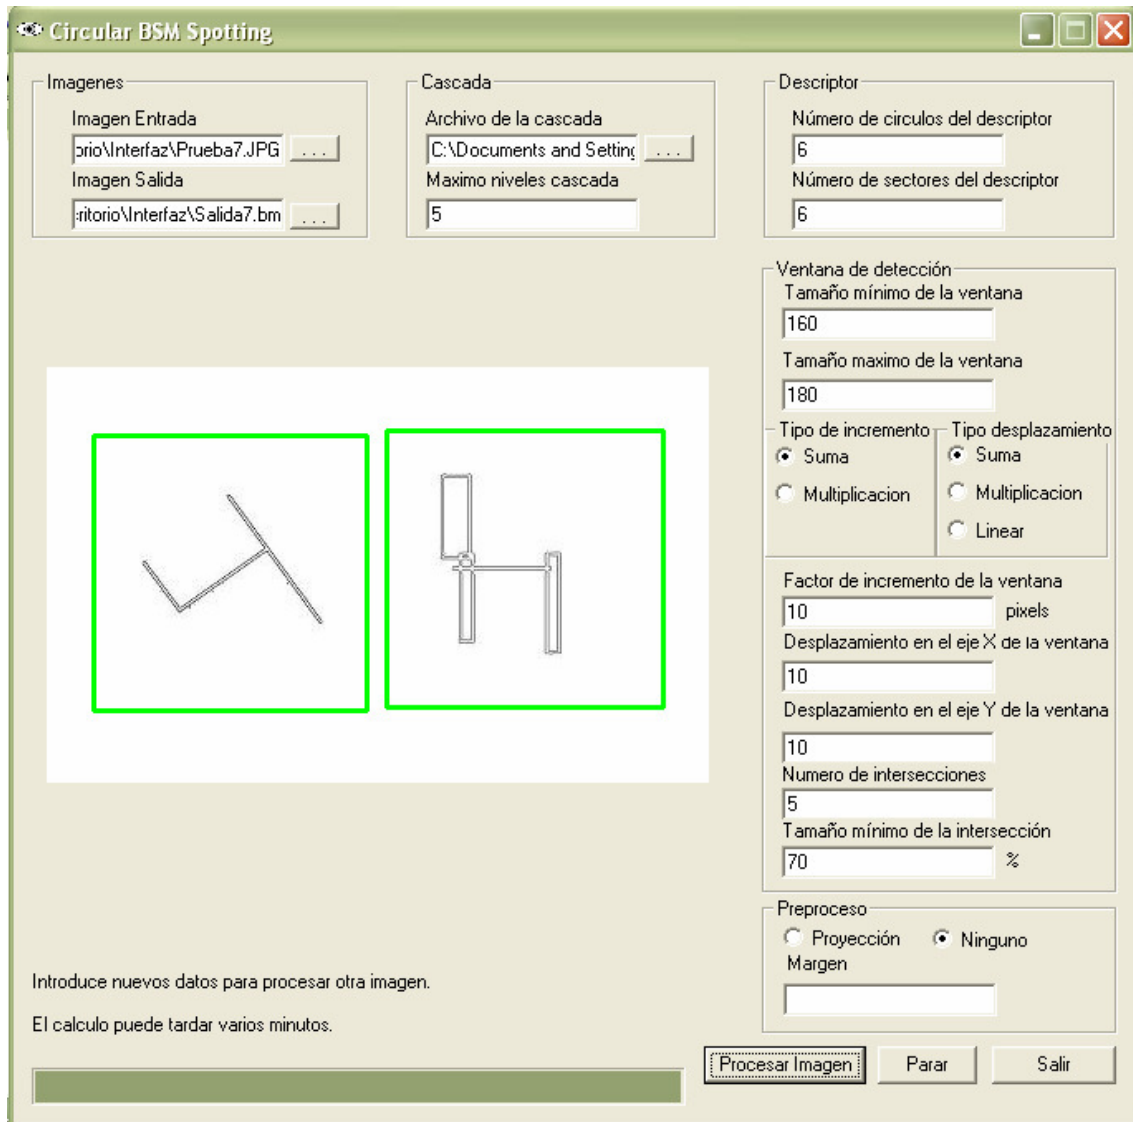 Circular BSM Spotting
Imagenes
Imagen Entrada
orio\Interfaz\Prueba7.JPG ...
Imagen Salida
ritorio\Interfaz\Salida7.bm ...
Cascada
Archivo de la cascada
C:\Documents and Setting ...
Maximo niveles cascada
5
Descriptor
Número de circulos del descriptor
6
Número de sectores del descriptor
6
Ventana de detección
Tamaño mínimo de la ventana
160
Tamaño maximo de la ventana
180
Tipo de incremento
Suma
Multiplicacion
Tipo desplazamiento
Suma
Multiplicacion
Linear
Factor de incremento de la ventana
10 pixels
Desplazamiento en el eje X de la ventana
10
Desplazamiento en el eje Y de la ventana
10
Numero de intersecciones
5
Tamaño mínimo de la intersección
70 %
Preproceso
Proyección Ninguno
Margen
Introduce nuevos datos para procesar otra imagen.
El calculo puede tardar varios minutos.
Procesar Imagen Parar Salir